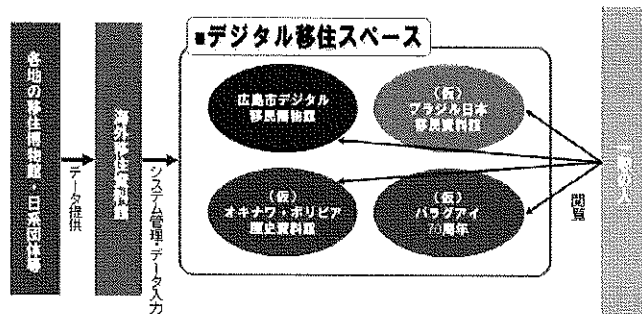 ■デジタル移住スペース
各地の移住博物館・日系団体等
データ提供
海外移住資料館
システム管理・データ入力
広島市デジタル
移民博物館
(仮)
ブラジル日本
移民資料館
(仮)
オキナワ・ボリビア
歴史資料館
(仮)
パラグアイ
70周年
閲覧
一般の人